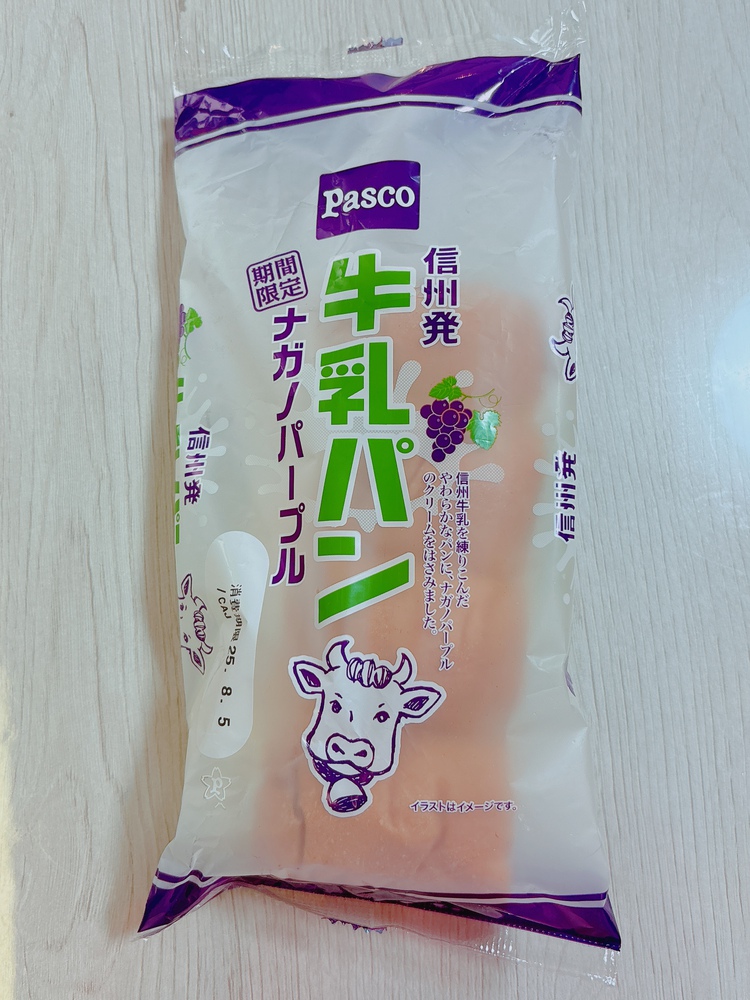 Pasco
信州発
牛乳パン
期間
限定
ナガノパープル
信州牛乳を練りこんだ
やわらかなパンに、ナガノパープル
のクリームをはさみました。
信州発
信州発
消費期限 25. 8. 5
/CAJ
イラストはイメージです。